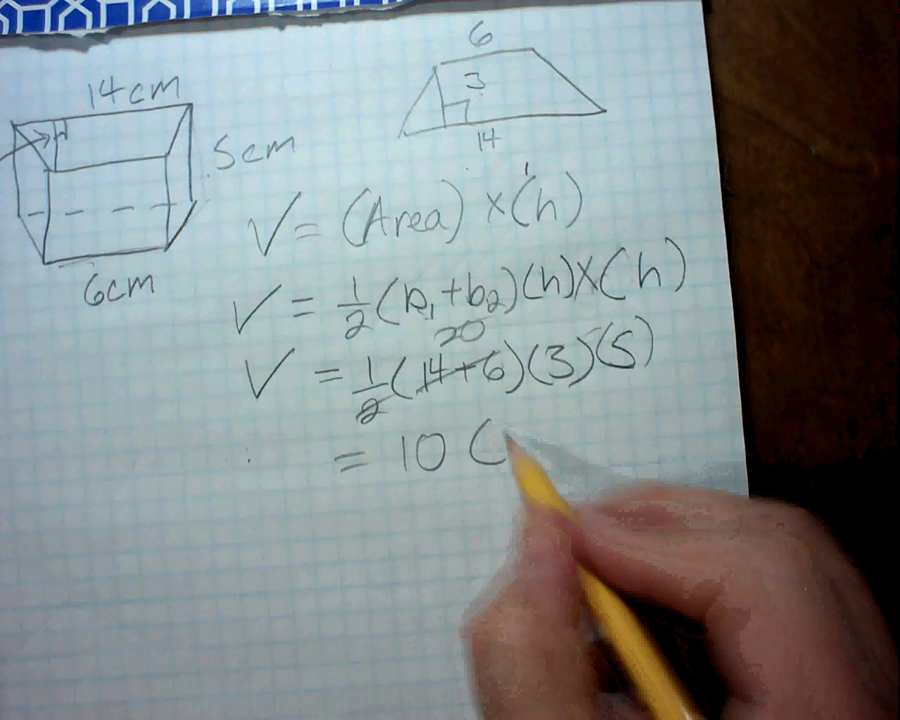 14cm
5cm
6cm
6
3
14
V = (Area) x (h)
V = 1/2 (b₁+b₂)(h)x(h)
20
V = 1/2 (14+6)(3)(5)
= 10 (